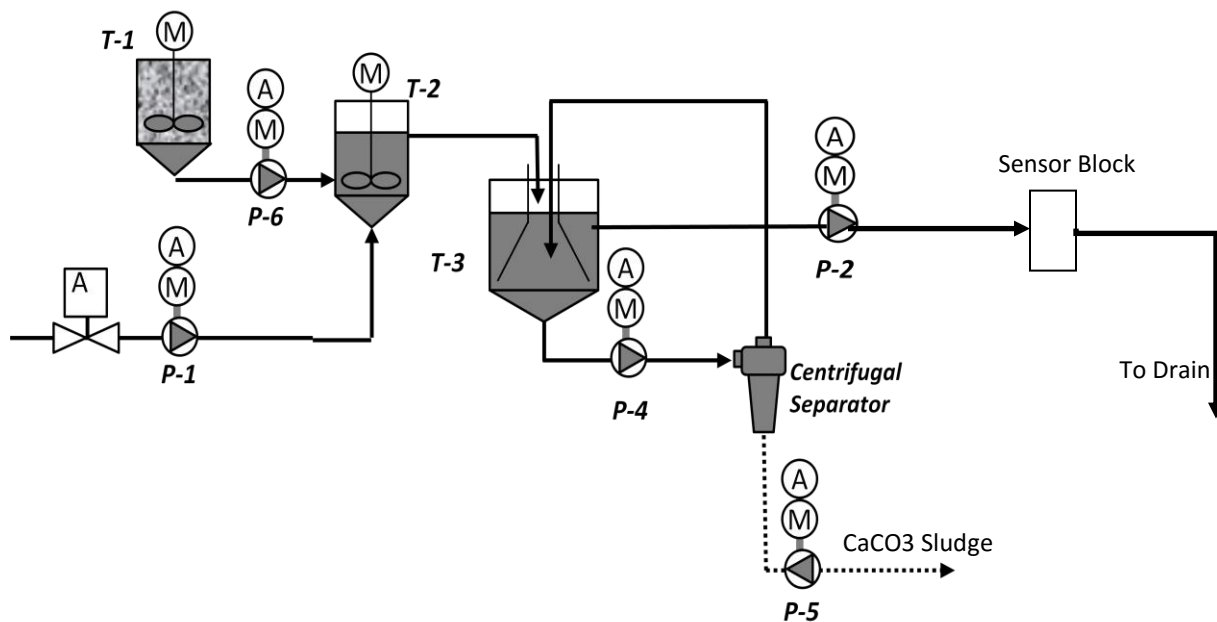 M
T-1
A
M
M
T-2
P-6
A
M
A
P-1
T-3
A
M
P-4
A
M
P-2
Sensor Block
To Drain
Centrifugal
Separator
A
M
CaCO3 Sludge
P-5